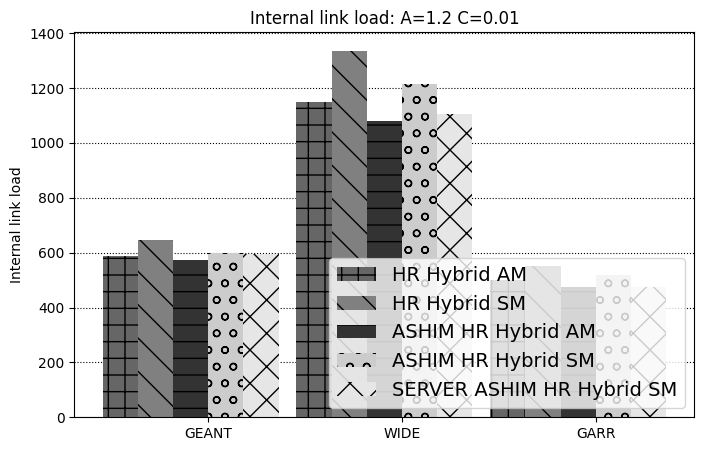 Internal link load: A=1.2 C=0.01
1400
1200
1000
800
600
400
200
0
Internal link load
HR Hybrid AM
HR Hybrid SM
ASHIM HR Hybrid AM
ASHIM HR Hybrid SM
SERVER ASHIM HR Hybrid SM
GEANT
WIDE
GARR